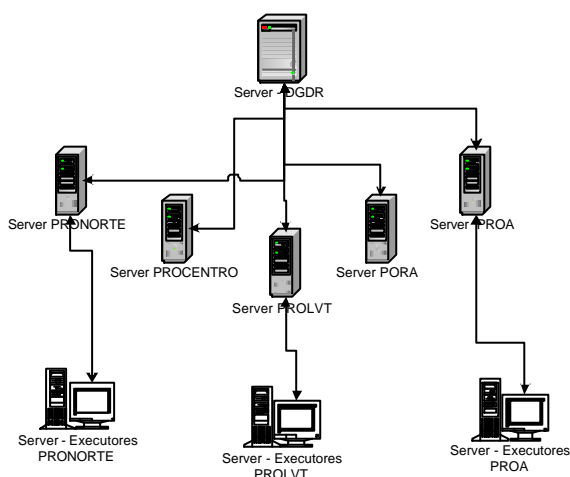 Server - DGDR
Server PRONORTE
Server PROCENTRO
Server PROLVT
Server PORA
Server - PROA
Server - Executores
PRONORTE
Server - Executores
PROLVT
Server - Executores
PROA